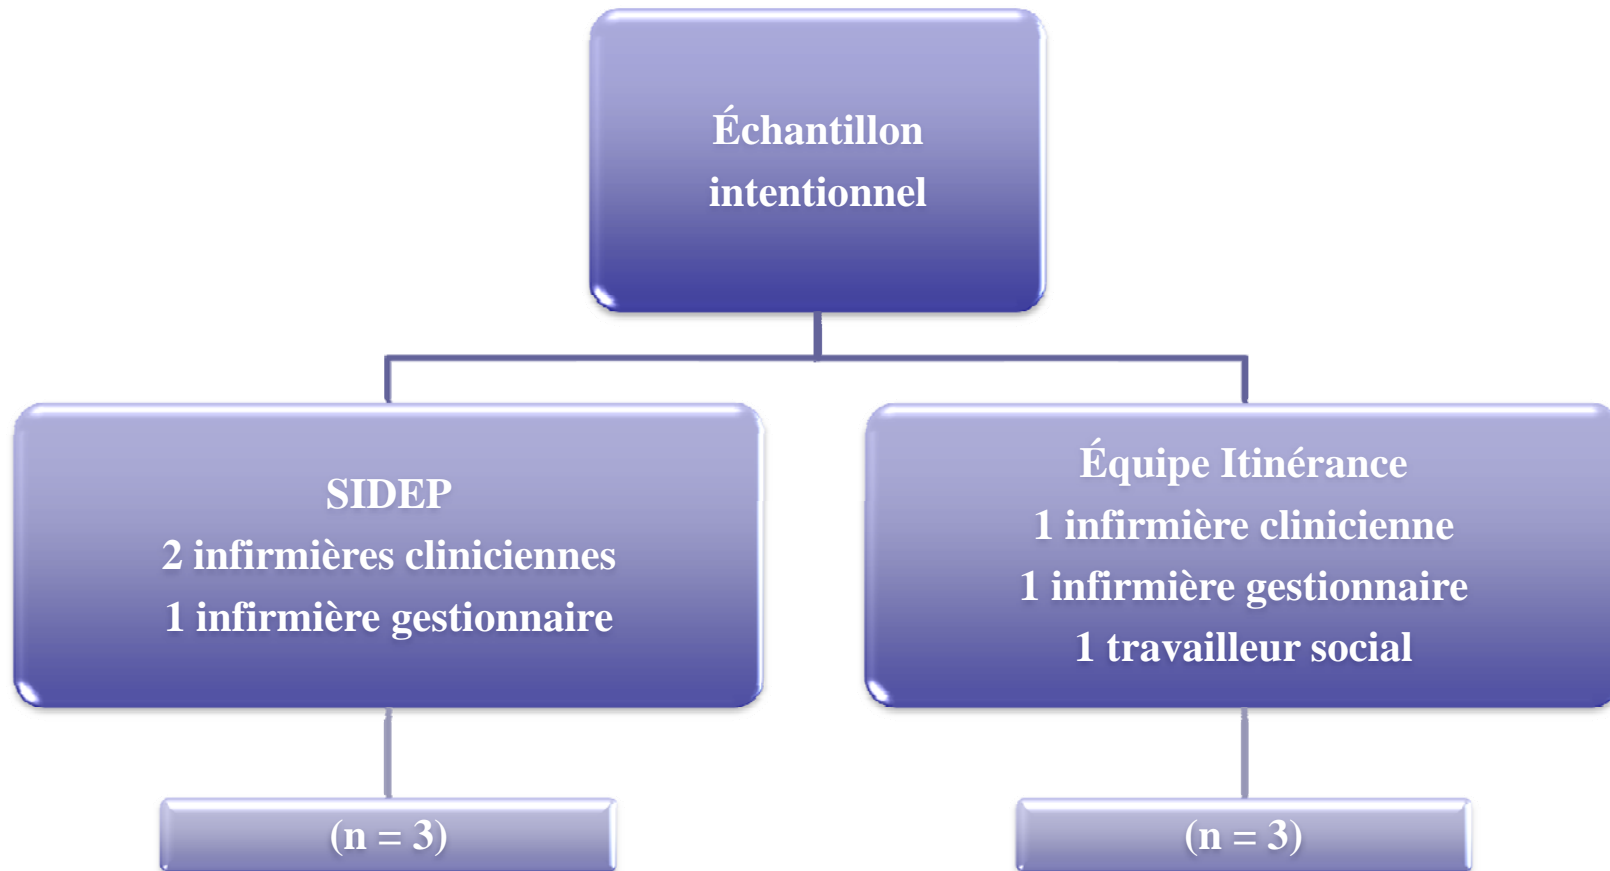 Échantillon
intentionnel
SIDEP
2 infirmières cliniciennes
1 infirmière gestionnaire
Équipe Itinérance
1 infirmière clinicienne
1 infirmière gestionnaire
1 travailleur social
(n = 3)
(n = 3)